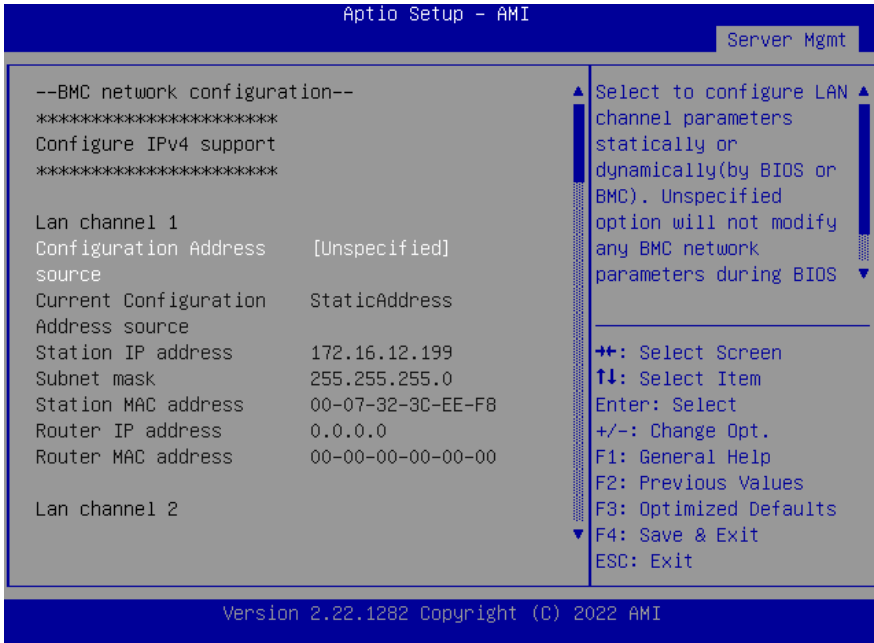 Aptio Setup – AMI
Server Mgmt
--BMC network configuration--
***********************
Configure IPv4 support
***********************
Lan channel 1
Configuration Address source [Unspecified]
Current Configuration Address source StaticAddress
Station IP address 172.16.12.199
Subnet mask 255.255.255.0
Station MAC address 00-07-32-3C-EE-F8
Router IP address 0.0.0.0
Router MAC address 00-00-00-00-00-00
Lan channel 2
Select to configure LAN
channel parameters
statically or
dynamically(by BIOS or
BMC). Unspecified
option will not modify
any BMC network
parameters during BIOS
→←: Select Screen
↑↓: Select Item
Enter: Select
+/-: Change Opt.
F1: General Help
F2: Previous Values
F3: Optimized Defaults
F4: Save & Exit
ESC: Exit
Version 2.22.1282 Copyright (C) 2022 AMI